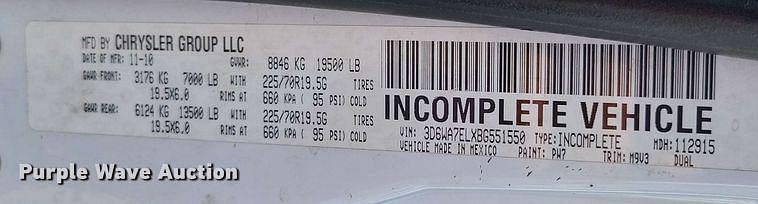 MFD BY CHRYSLER GROUP LLC
DATE OF MFR: 11-10 GVWR: 8846 KG 19500 LB
GAWR FRONT: 3176 KG 7000 LB WITH 225/70R19.5G TIRES
19.5X6.0 RIMS AT 660 KPA ( 95 PSI) COLD
GAWR REAR: 6124 KG 13500 LB WITH 225/70R19.5G TIRES
19.5X6.0 RIMS AT 660 KPA ( 95 PSI) COLD
INCOMPLETE VEHICLE
VIN: 3D6WA7ELXBG551550 TYPE: INCOMPLETE MDH: 112915
VEHICLE MADE IN MEXICO PAINT: PW7 TRIM: M9V3 DUAL
Purple Wave Auction